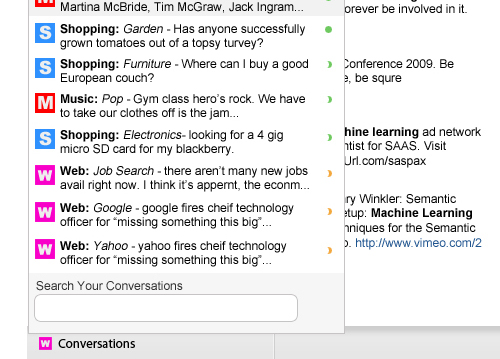 Martina McBride, Tim McGraw, Jack Ingram...
S
Shopping: Garden - Has anyone successfully
grown tomatoes out of a topsy turvey?
S
Shopping: Furniture - Where can I buy a good
European couch?
M
Music: Pop - Gym class hero's rock. We have
to take our clothes off is the jam...
S
Shopping: Electronics- looking for a 4 gig
micro SD card for my blackberry.
w
Web: Job Search - there aren't many new jobs
avail right now. I think it's appernt, the econm...
w
Web: Google - google fires cheif technology
officer for “missing something this big”...
w
Web: Yahoo - yahoo fires cheif technology
officer for “missing something this big”...
Search Your Conversations
w Conversations
orever be involved in it.
Conference 2009. Be
e, be squre
hine learning ad network
ntist for SAAS. Visit
Url.com/saspax
ry Winkler: Semantic
etup: Machine Learning
chniques for the Semantic
o. http://www.vimeo.com/2